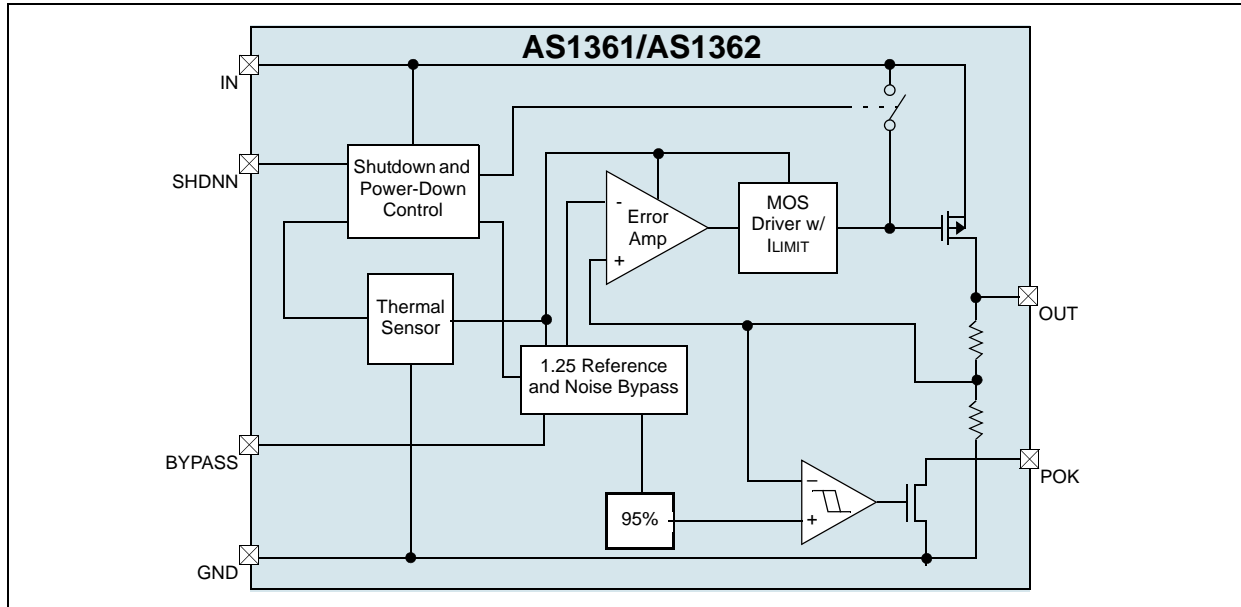 AS1361/AS1362
IN
SHDNN
Shutdown and
Power-Down
Control
-
Error
Amp
+
MOS
Driver w/
ILIMIT
Thermal
Sensor
OUT
1.25 Reference
and Noise Bypass
BYPASS
POK
95%
−
+
GND